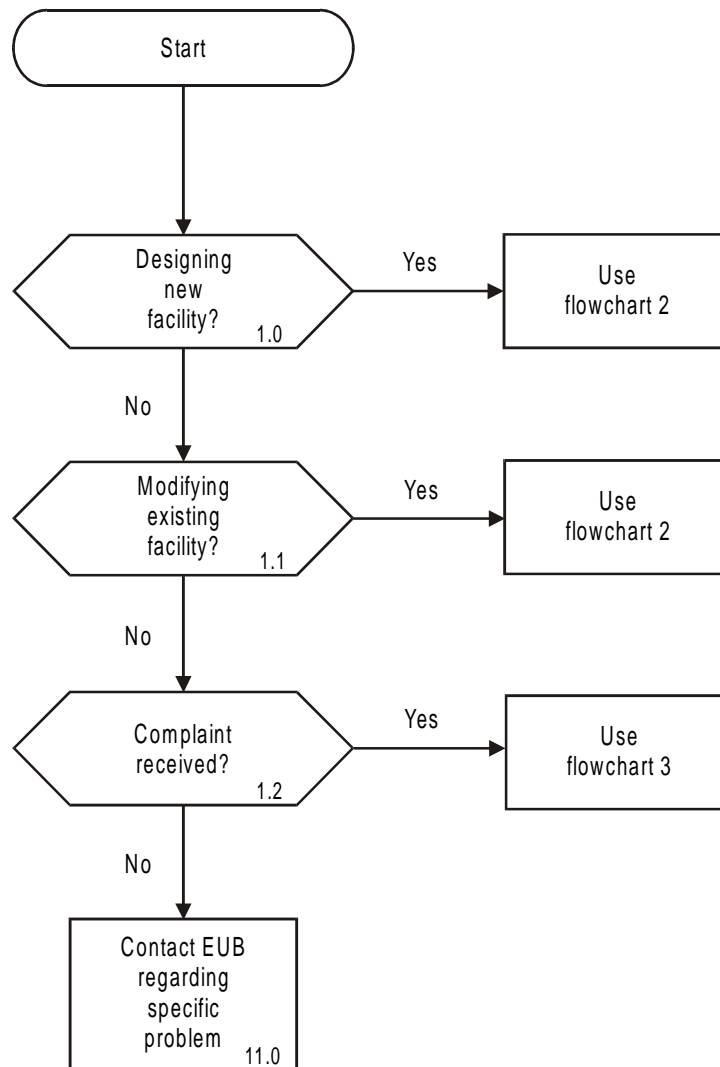 Start
Designing
new
facility?
1.0
Yes
Use
flowchart 2
No
Modifying
existing
facility?
1.1
Yes
Use
flowchart 2
No
Complaint
received?
1.2
Yes
Use
flowchart 3
No
Contact EUB
regarding
specific
problem
11.0